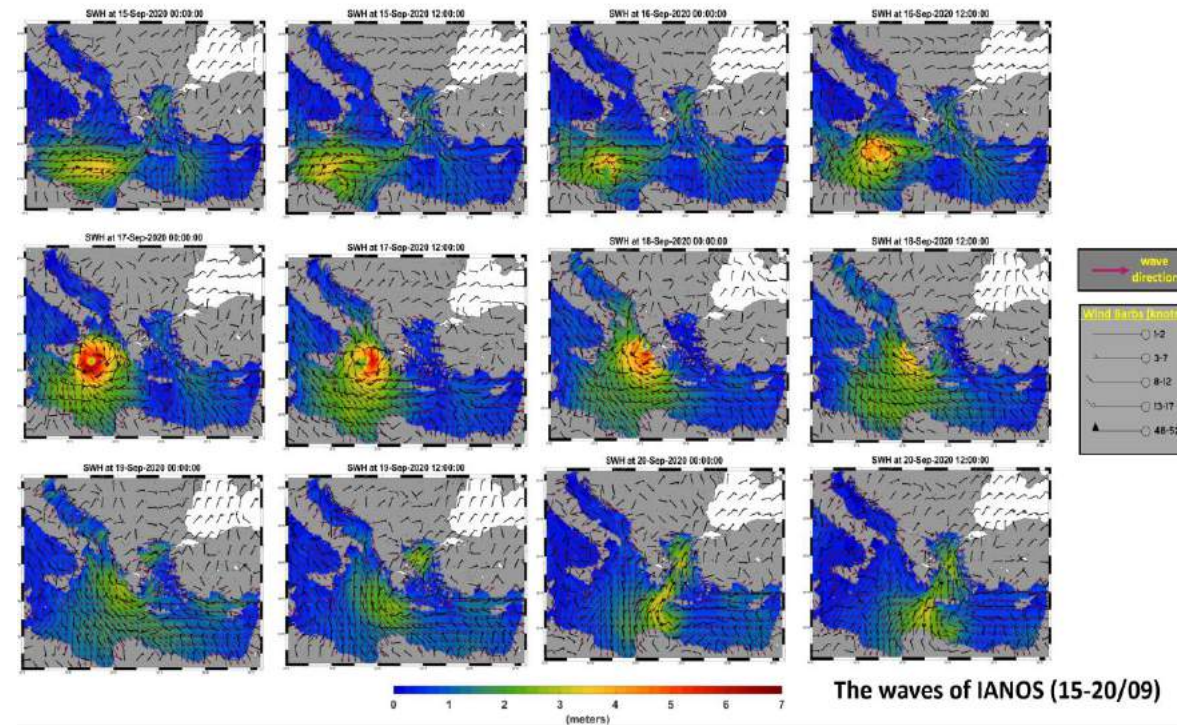 SWH at 15-Sep-2020 00:00:00
SWH at 15-Sep-2020 12:00:00
SWH at 16-Sep-2020 00:00:00
SWH at 16-Sep-2020 12:00:00
SWH at 17-Sep-2020 00:00:00
SWH at 17-Sep-2020 12:00:00
SWH at 18-Sep-2020 00:00:00
SWH at 18-Sep-2020 12:00:00
wave
direction
Wind Barbs [knots
1-2
3-7
8-12
13-17
48-52
SWH at 19-Sep-2020 00:00:00
SWH at 19-Sep-2020 12:00:00
SWH at 20-Sep-2020 00:00:00
SWH at 20-Sep-2020 12:00:00
0 1 2 3 4 5 6 7
(meters)
The waves of IANOS (15-20/09)